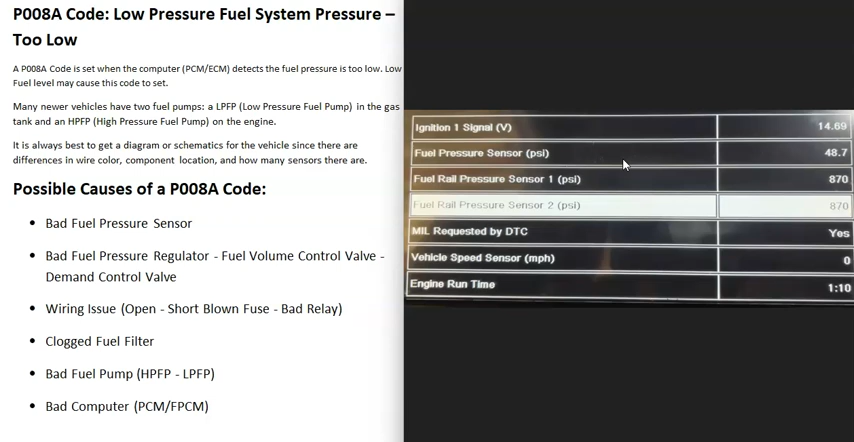 P008A Code: Low Pressure Fuel System Pressure –
Too Low
A P008A Code is set when the computer (PCM/ECM) detects the fuel pressure is too low. Low
Fuel level may cause this code to set.
Many newer vehicles have two fuel pumps: a LPFP (Low Pressure Fuel Pump) in the gas
tank and an HPFP (High Pressure Fuel Pump) on the engine.
It is always best to get a diagram or schematics for the vehicle since there are
differences in wire color, component location, and how many sensors there are.
Possible Causes of a P008A Code:
• Bad Fuel Pressure Sensor
• Bad Fuel Pressure Regulator - Fuel Volume Control Valve -
Demand Control Valve
• Wiring Issue (Open - Short Blown Fuse - Bad Relay)
• Clogged Fuel Filter
• Bad Fuel Pump (HPFP - LPFP)
• Bad Computer (PCM/FPCM)
Ignition 1 Signal (V) 14.69
Fuel Pressure Sensor (psi) 48.7
Fuel Rail Pressure Sensor 1 (psi) 870
Fuel Rail Pressure Sensor 2 (psi) 870
MIL Requested by DTC Yes
Vehicle Speed Sensor (mph) 0
Engine Run Time 1:10